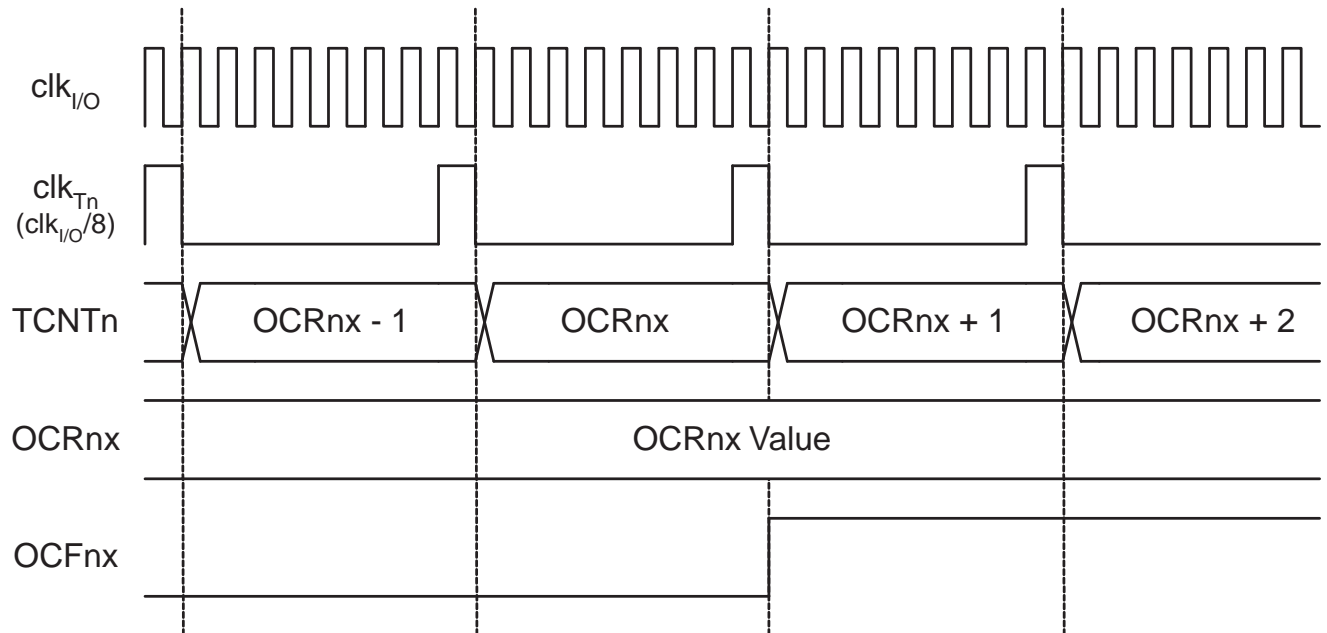 clkI/O
clkTn
(clkI/O/8)
TCNTn OCRnx - 1 OCRnx OCRnx + 1 OCRnx + 2
OCRnx OCRnx Value
OCFnx